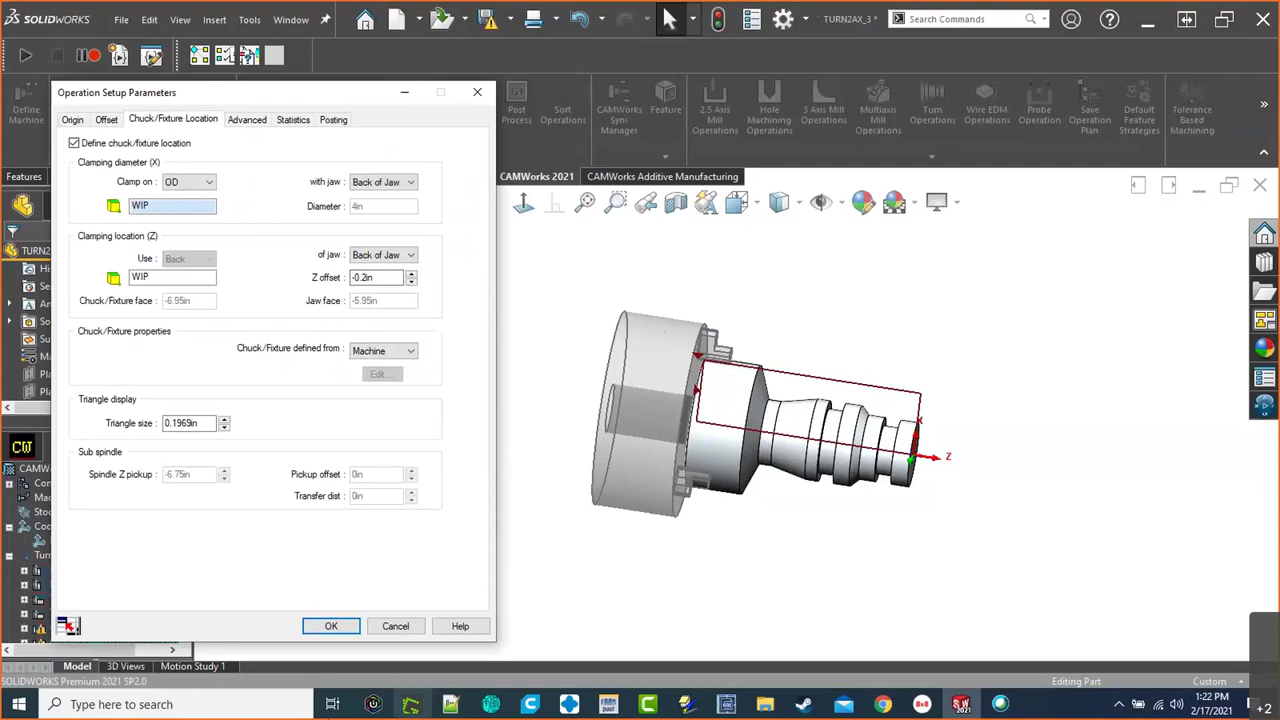 SOLIDWORKS
File
Edit
View
Insert
Tools
Window
TURN2AX_3 *
Search Commands
Define
Machine
G1
Post
Process
Sort
Operations
CAMWorks
Sync
Manager
Feature
2.5 Axis
Mill
Operations
Hole
Machining
Operations
3 Axis Mill
Operations
Multiaxis
Mill
Operations
Turn
Operations
Wire EDM
Operations
Probe
Operation
Save
Operation
Plan
Default
Feature
Strategies
Tolerance
Based
Machining
Features
CAMWorks 2021
CAMWorks Additive Manufacturing
Operation Setup Parameters
Origin
Offset
Chuck/Fixture Location
Advanced
Statistics
Posting
Define chuck/fixture location
Clamping diameter (X)
Clamp on :
OD
with jaw :
Back of Jaw
WIP
Diameter :
4in
Clamping location (Z)
Use :
Back
of jaw :
Back of Jaw
WIP
Z offset :
-0.2in
Chuck/Fixture face :
-6.95in
Jaw face :
-5.95in
Chuck/Fixture properties
Chuck/Fixture defined from :
Machine
Edit...
Triangle display
Triangle size :
0.1969in
Sub spindle
Spindle Z pickup :
-6.75in
Pickup offset :
0in
Transfer dist :
0in
OK
Cancel
Help
TURN2
CW
CAMW
Stoc
Coo
Turn
X
Z
Model
3D Views
Motion Study 1
SOLIDWORKS Premium 2021 SP2.0
Editing Part
Custom
Type here to search
1:22 PM
2/17/2021
+2